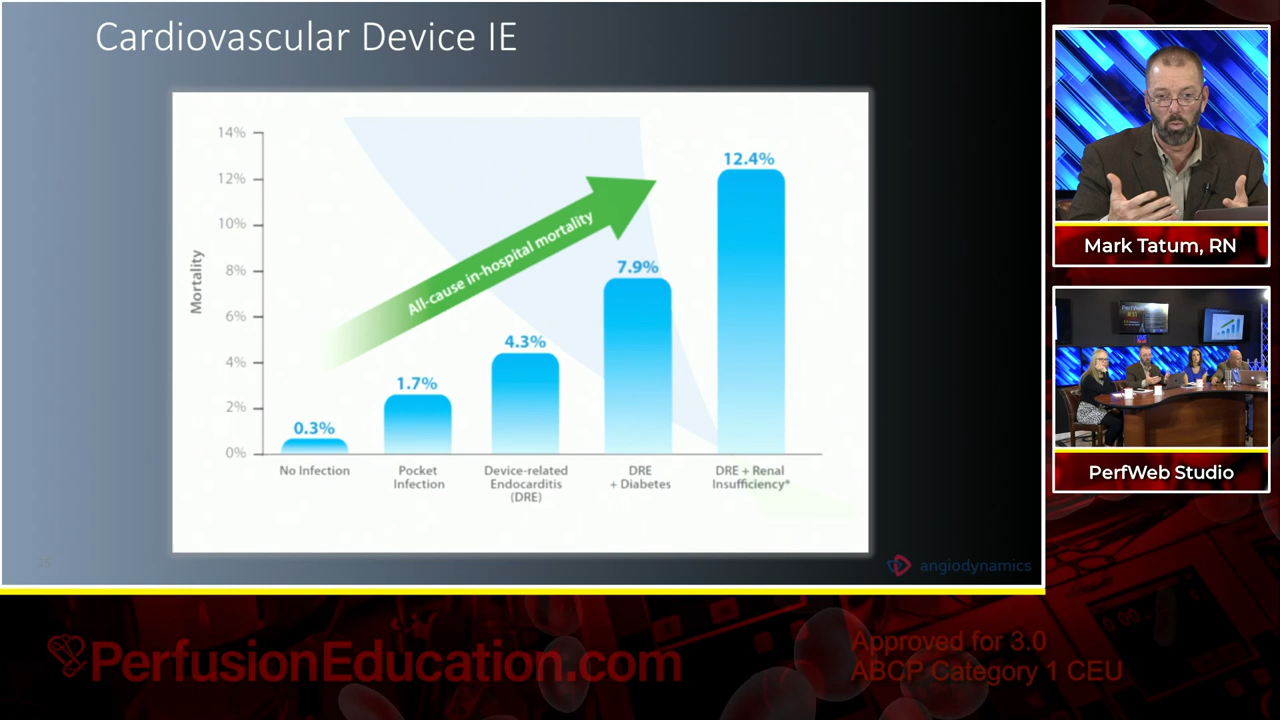 Cardiovascular Device IE
14%
12%
10%
8%
6%
4%
2%
0%
Mortality
All-cause in-hospital mortality
0.3%
1.7%
4.3%
7.9%
12.4%
No Infection
Pocket
Infection
Device-related
Endocarditis
(DRE)
DRE
+ Diabetes
DRE + Renal
Insufficiency*
25
angiodynamics
Mark Tatum, RN
PerfWeb Studio
PerfusionEducation.com
Approved for 3.0
ABCP Category 1 CEU